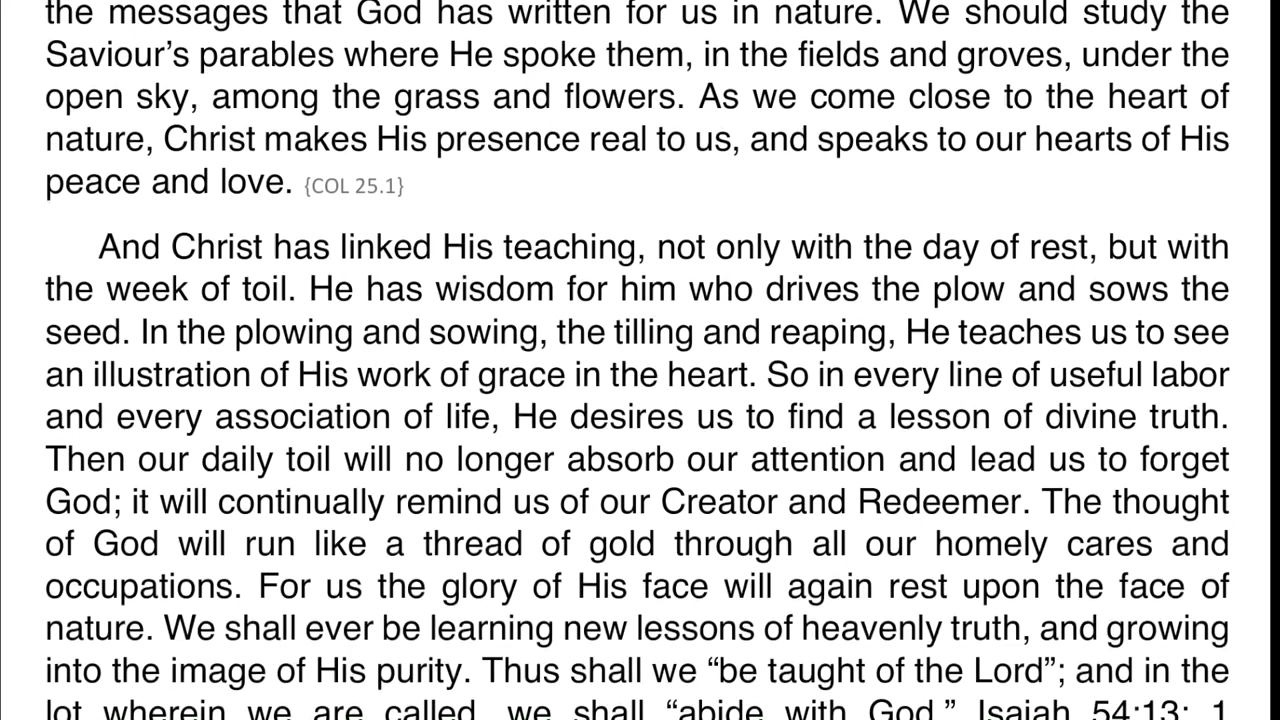 the messages that God has written for us in nature. We should study the
Saviour’s parables where He spoke them, in the fields and groves, under the
open sky, among the grass and flowers. As we come close to the heart of
nature, Christ makes His presence real to us, and speaks to our hearts of His
peace and love. {COL 25.1}
And Christ has linked His teaching, not only with the day of rest, but with
the week of toil. He has wisdom for him who drives the plow and sows the
seed. In the plowing and sowing, the tilling and reaping, He teaches us to see
an illustration of His work of grace in the heart. So in every line of useful labor
and every association of life, He desires us to find a lesson of divine truth.
Then our daily toil will no longer absorb our attention and lead us to forget
God; it will continually remind us of our Creator and Redeemer. The thought
of God will run like a thread of gold through all our homely cares and
occupations. For us the glory of His face will again rest upon the face of
nature. We shall ever be learning new lessons of heavenly truth, and growing
into the image of His purity. Thus shall we “be taught of the Lord”; and in the
lot wherein we are called, we shall “abide with God.” Isaiah 54:13; 1